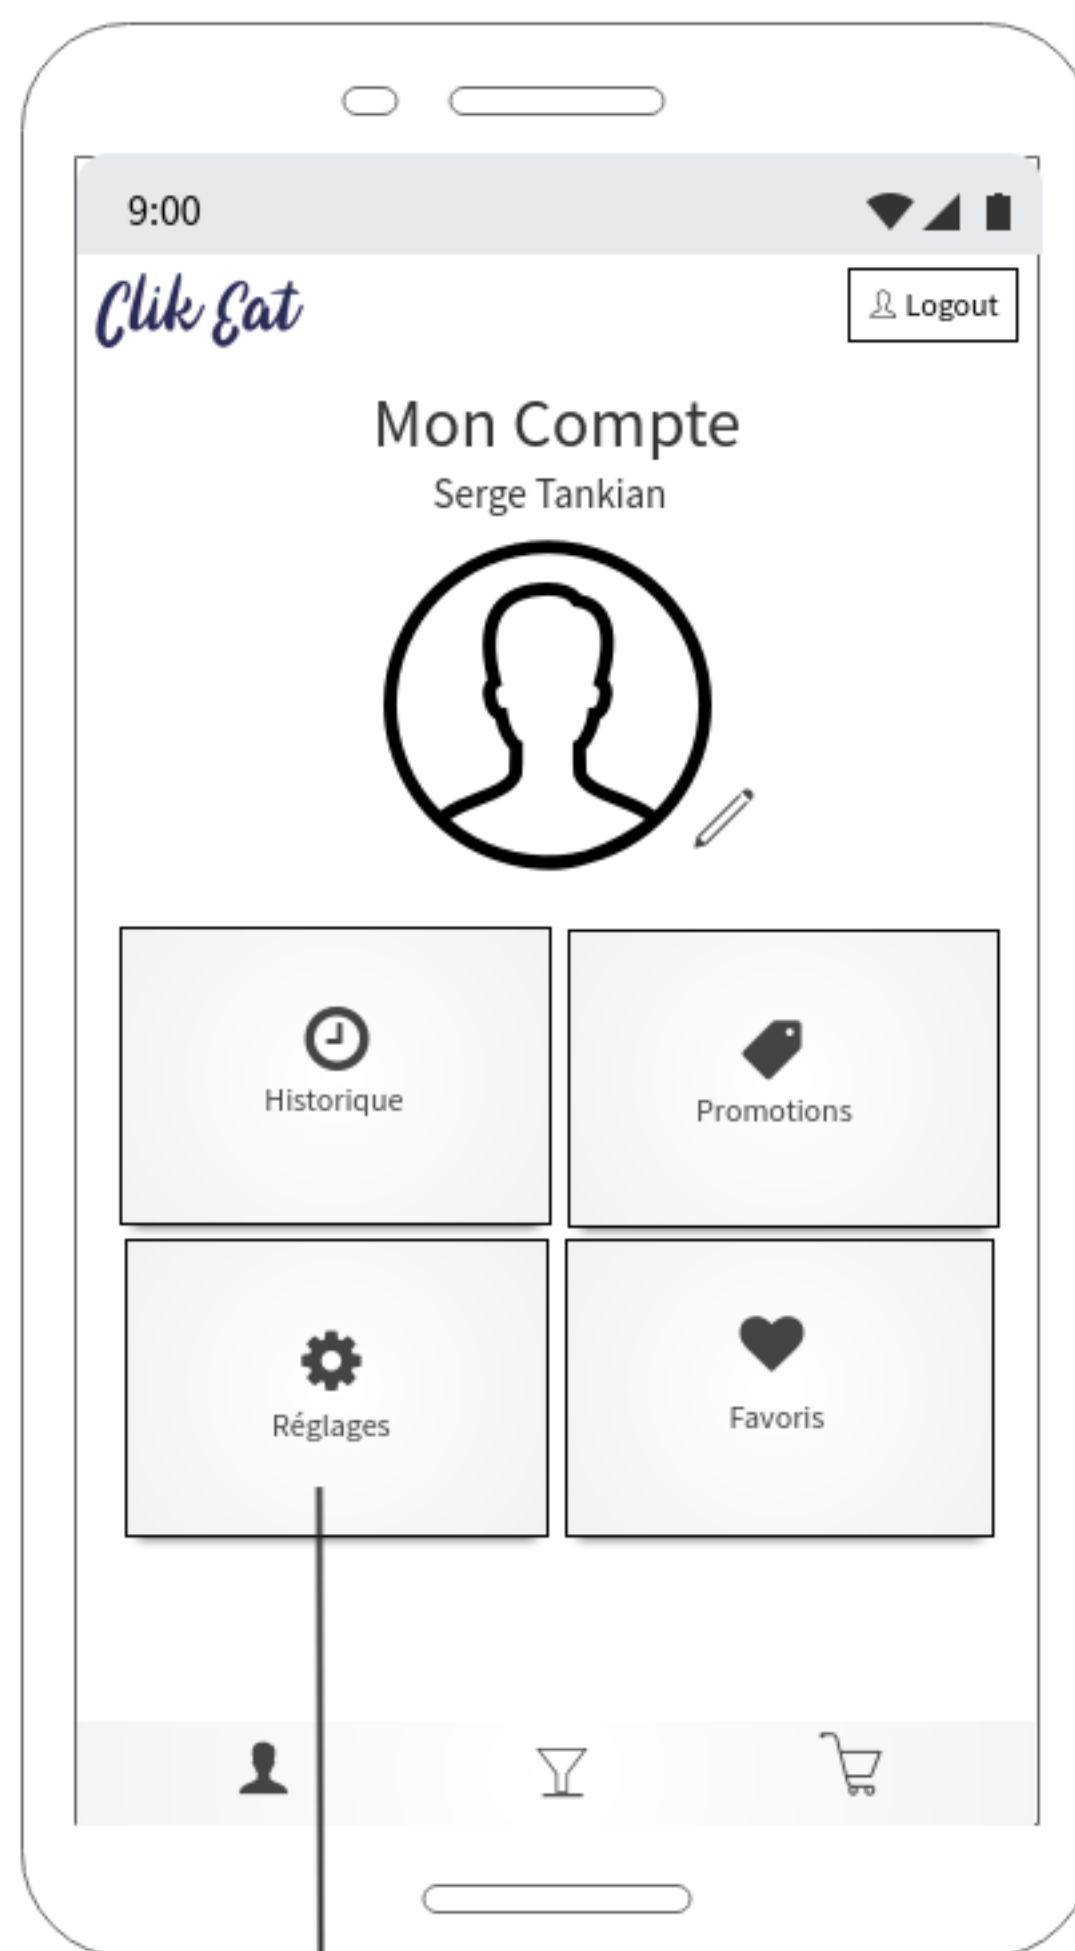 9:00
Clik Eat
Logout
Mon Compte
Serge Tankian
Historique
Promotions
Réglages
Favoris